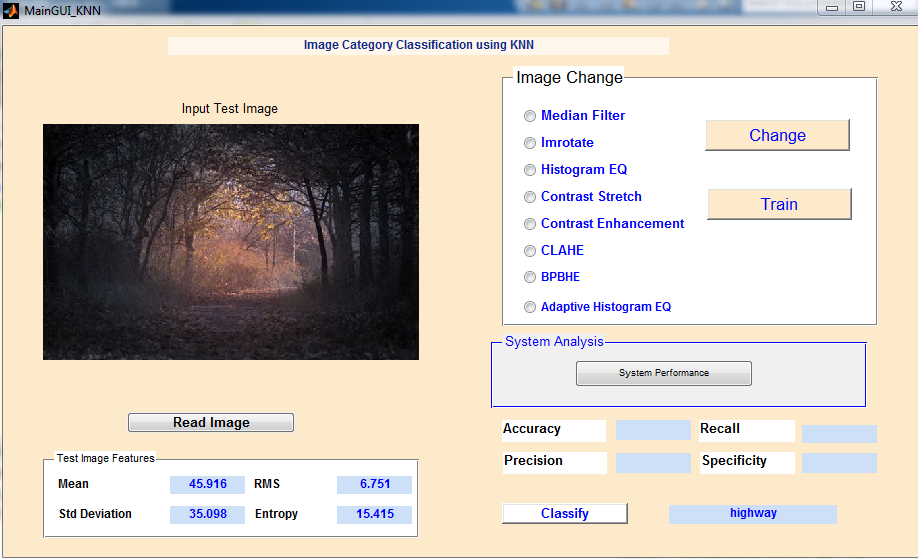 MainGUI_KNN
Image Category Classification using KNN
Input Test Image
Read Image
Test Image Features
Mean 45.916 RMS 6.751
Std Deviation 35.098 Entropy 15.415
Image Change
Median Filter
Imrotate
Histogram EQ
Contrast Stretch
Contrast Enhancement
CLAHE
BPBHE
Adaptive Histogram EQ
Change
Train
System Analysis
System Performance
Accuracy Recall
Precision Specificity
Classify highway